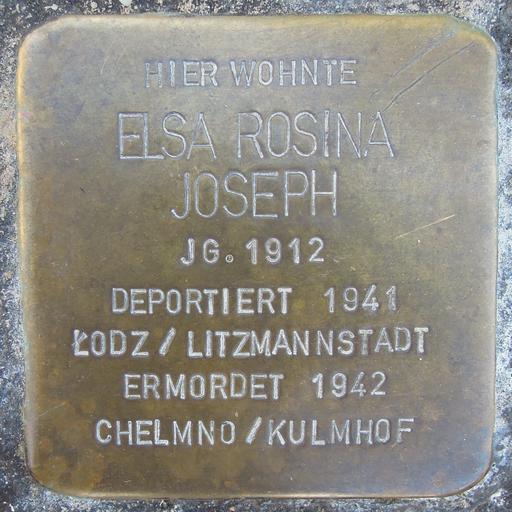 HIER WOHNTE
ELSA ROSINA
JOSEPH
JG. 1912
DEPORTIERT 1941
ŁODZ / LITZMANNSTADT
ERMORDET 1942
CHELMNO / KULMHOF